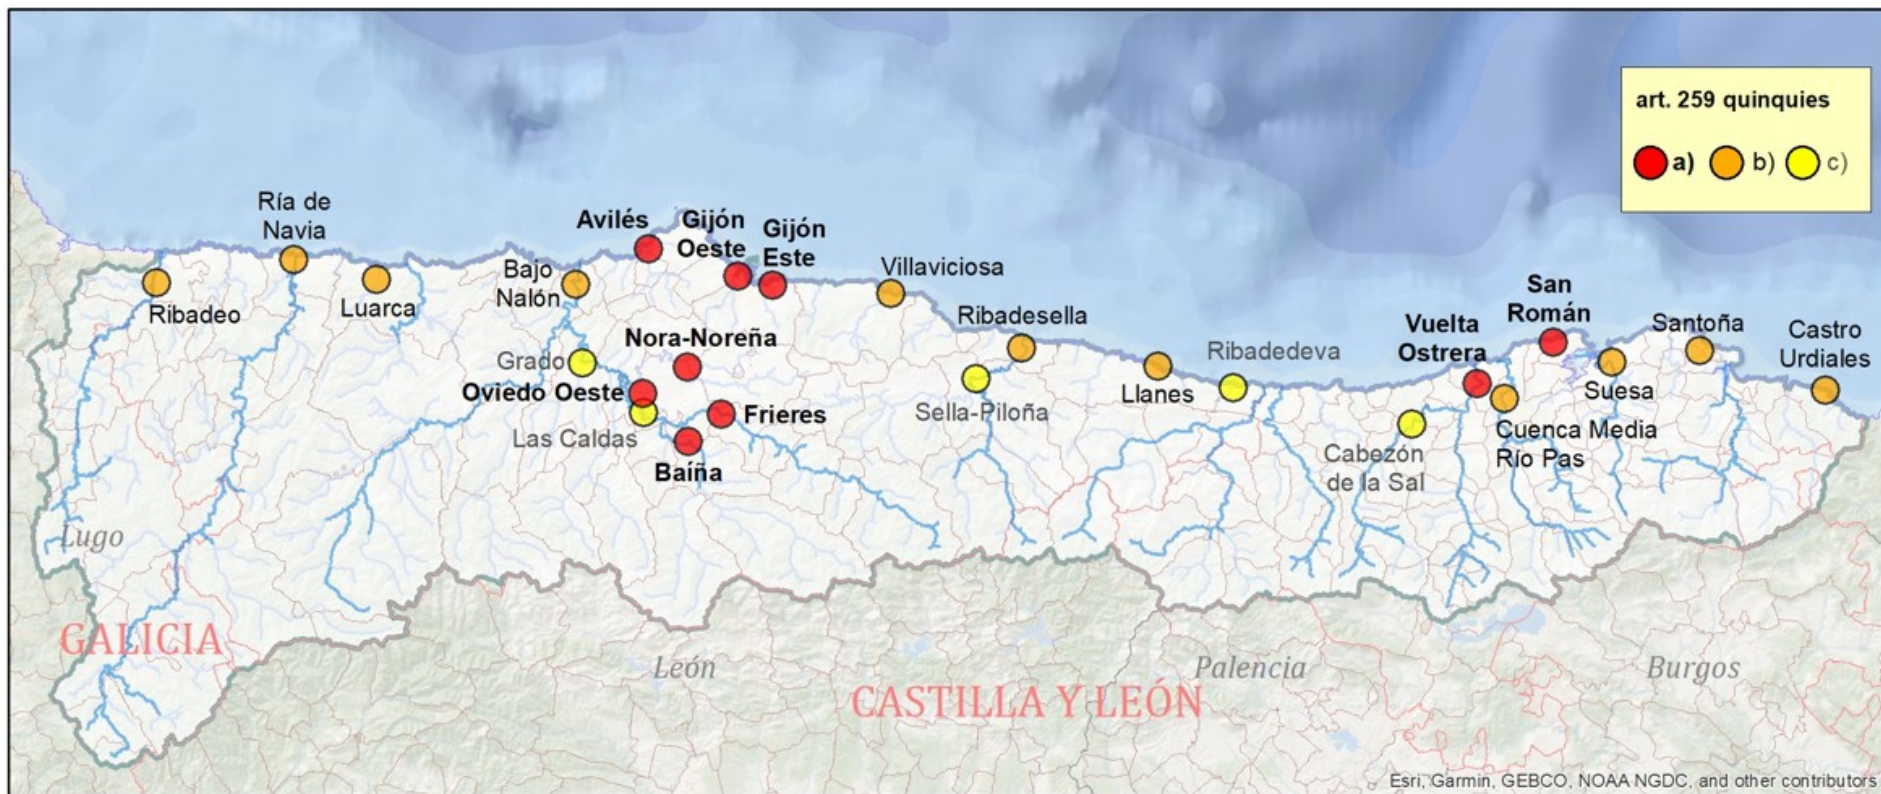 art. 259 quinquies
a) b) c)
Ría de
Navia
Avilés
Gijón
Oeste
Gijón
Este
Bajo
Nalón
Villaviciosa
Ribadeo
Luarca
San
Román
Ribadesella
Vuelta
Ostrera
Santoña
Castro
Urdiales
Nora-Noreña
Grado
Ribadedeva
Oviedo Oeste
Llanes
Suesa
Sella-Piloña
Frieres
Las Caldas
Cuenca Media
Río Pas
Cabezón
de la Sal
Baíña
Lugo
GALICIA
León
Palencia
Burgos
CASTILLA Y LEÓN
Esri, Garmin, GEBCO, NOAA NGDC, and other contributors